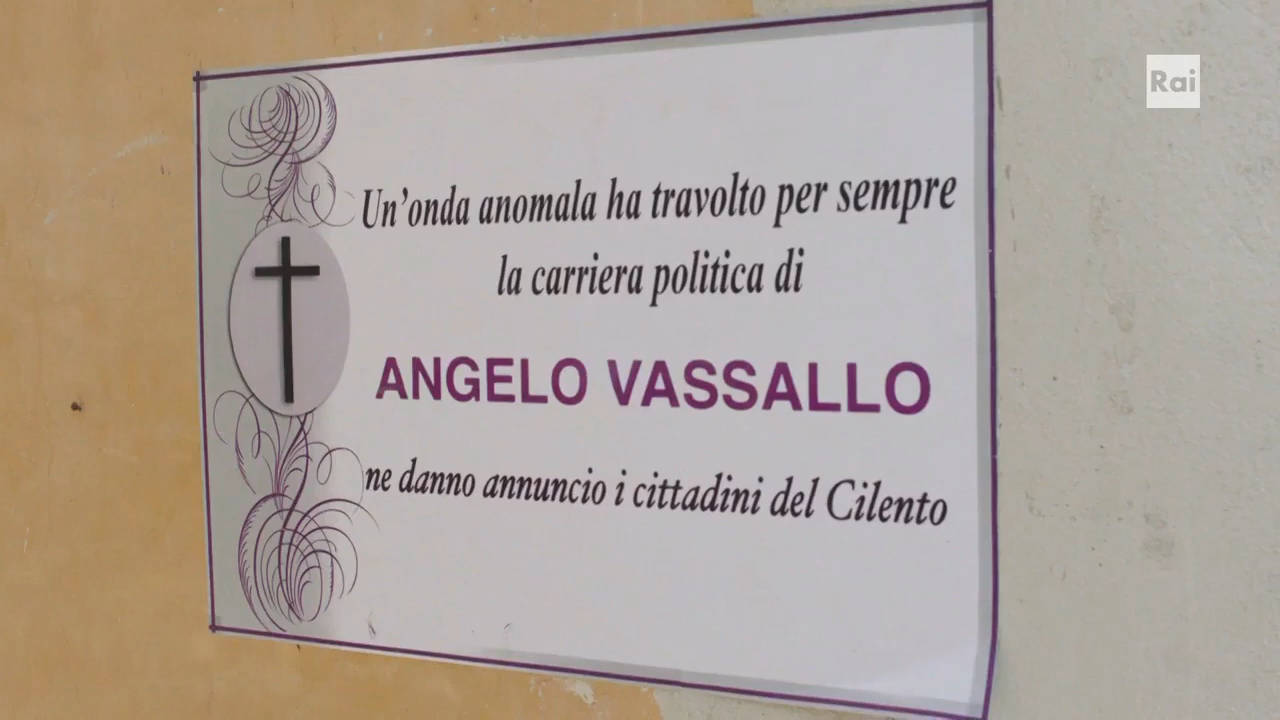 Rai
Un'onda anomala ha travolto per sempre
la carriera politica di
ANGELO VASSALLO
ne danno annuncio i cittadini del Cilento